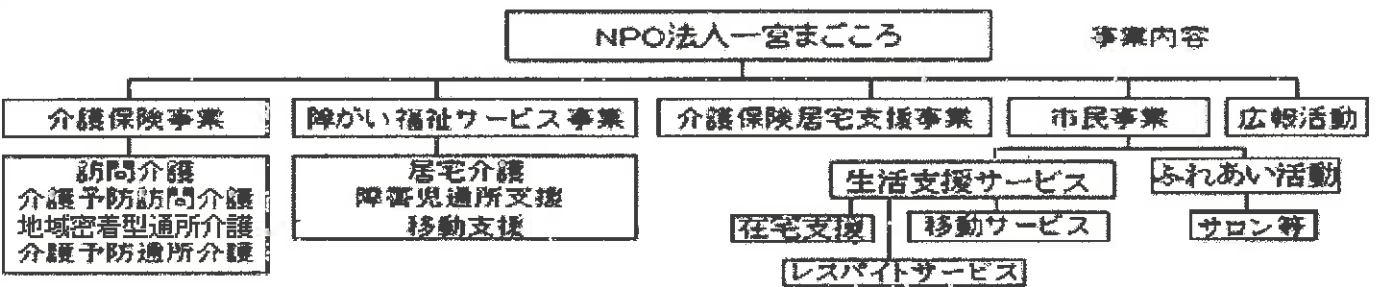 NPO法人一宮まごころ
事業内容
介護保険事業
障がい福祉サービス事業
介護保険居宅支援事業
市民事業
広報活動
訪問介護
介護予防訪問介護
地域密着型通所介護
介護予防通所介護
居宅介護
障害児通所支援
移動支援
生活支援サービス
ふれあい活動
在宅支援
移動サービス
サロン等
レスパイトサービス